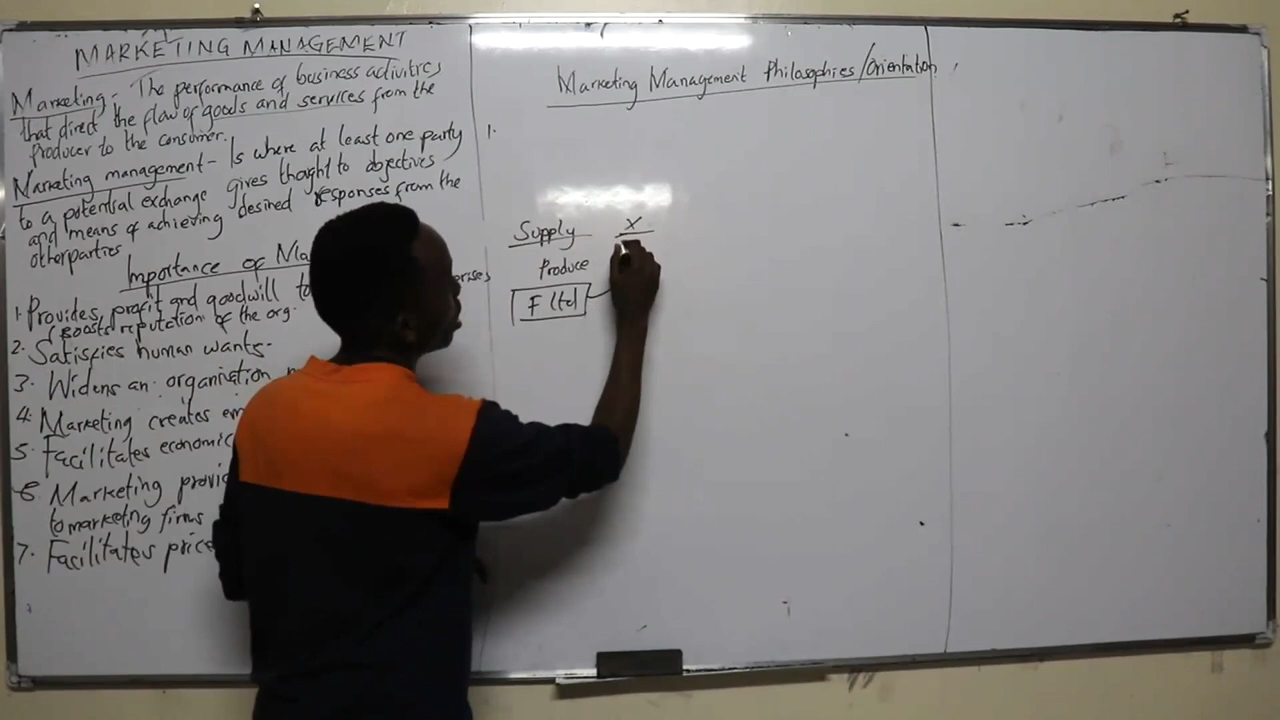 MARKETING MANAGEMENT
Marketing - The performance of business activities
that direct the flow of goods and services from the
producer to the consumer.
Marketing management - Is where at least one party
to a potential exchange gives thought to objectives
and means of achieving desired responses from the
other parties
Importance of
1. Provides profit and goodwill to
(Boosts reputation of the org.
2. Satisfies human wants.
3. Widens an organisation
4. Marketing creates
5. Facilitates economic
6. Marketing
to marketing firms
7. Facilitates price
Marketing Management Philosophies/Orientation
1.
Supply X
Produce
F Ltd